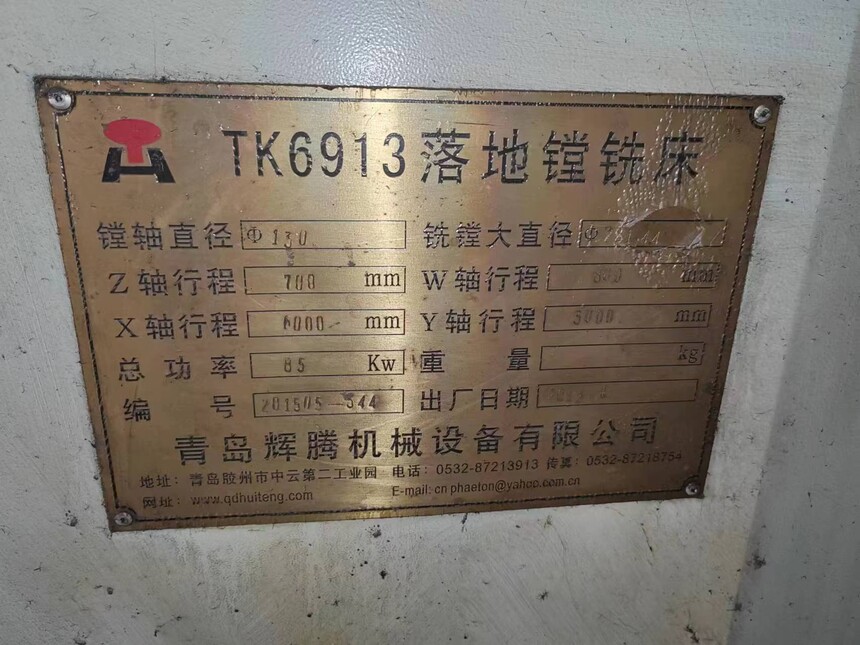 TK6913落地镗铣床
镗轴直径 Φ 130 铣镗大直径 Φ
Z轴行程 700 mm W轴行程 mm
X轴行程 6000 mm Y轴行程 3000 mm
总功率 85 Kw 重量 kg
编号 201505-344 出厂日期
青岛辉腾机械设备有限公司
地址：青岛胶州市中云第二工业园 电话：0532-87213913 传真：0532-87218754
网址：www.qdhuiteng.com E-mail:cn phaeton@yahoo.com.cn